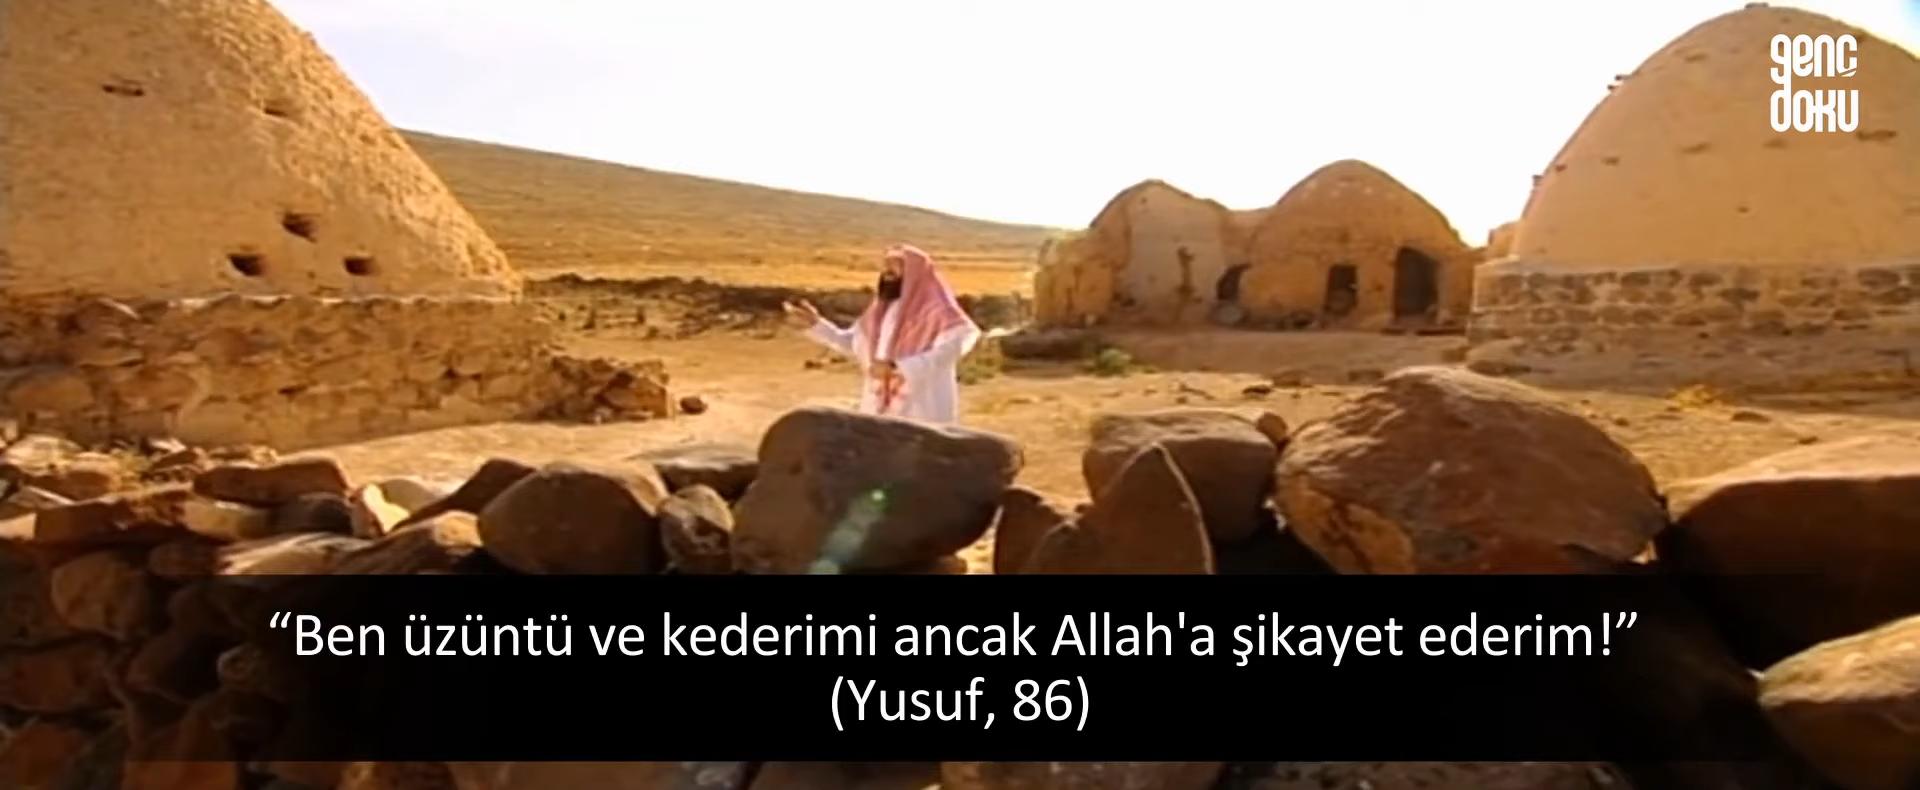 genç
DOKU
“Ben üzüntü ve kederimi ancak Allah'a şikayet ederim!”
(Yusuf, 86)